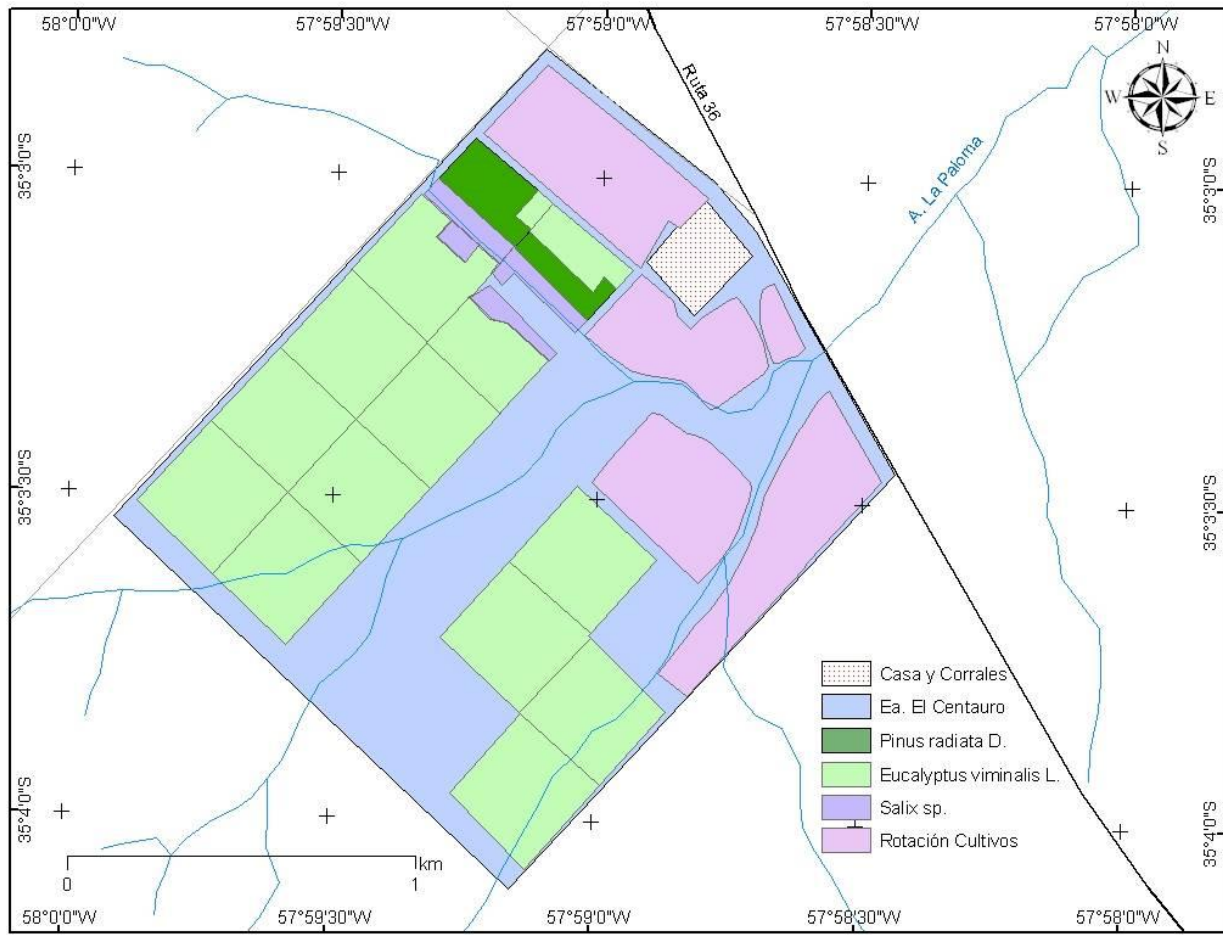 58°0'0"W
57°59'30"W
57°59'0"W
57°58'30"W
57°58'0"W
N
W
E
S
Ruta 36
A. La Paloma
35°3'0"S
35°3'0"S
35°3'30"S
35°3'30"S
35°4'0"S
35°4'0"S
Casa y Corrales
Ea. El Centauro
Pinus radiata D.
Eucalyptus viminalis L.
Salix sp.
Rotación Cultivos
km
0
1
58°0'0"W
57°59'30"W
57°59'0"W
57°58'30"W
57°58'0"W